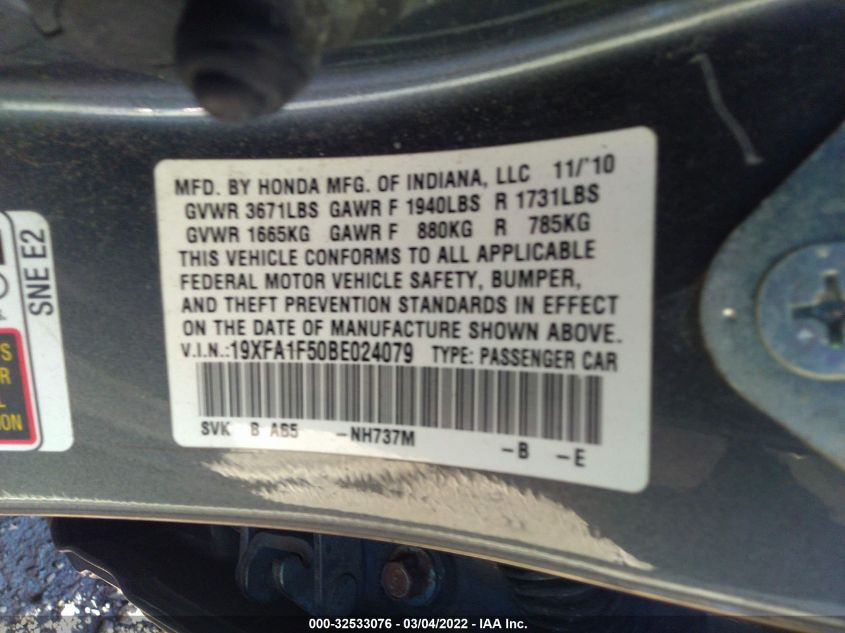 MFD. BY HONDA MFG. OF INDIANA, LLC 11/'10
GVWR 3671LBS GAWR F 1940LBS R 1731LBS
GVWR 1665KG GAWR F 880KG R 785KG
THIS VEHICLE CONFORMS TO ALL APPLICABLE
FEDERAL MOTOR VEHICLE SAFETY, BUMPER,
AND THEFT PREVENTION STANDARDS IN EFFECT
ON THE DATE OF MANUFACTURE SHOWN ABOVE.
V.I.N.:19XFA1F50BE024079 TYPE: PASSENGER CAR
SVK B AB5 -NH737M -B -E
SNE E2
000-32533076 - 03/04/2022 - IAA Inc.